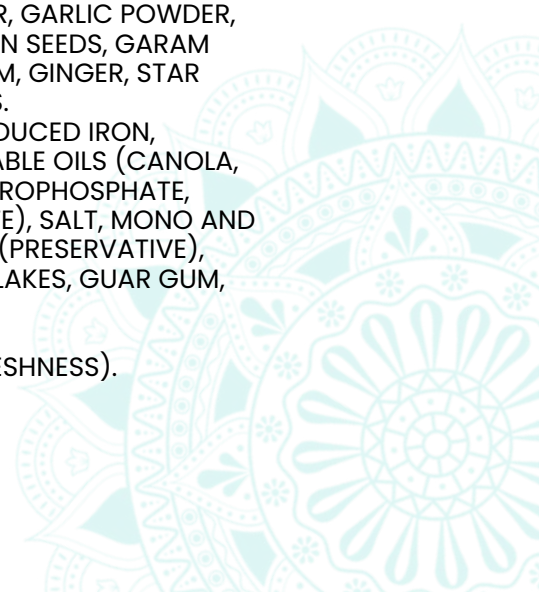 R, GARLIC POWDER,
N SEEDS, GARAM
M, GINGER, STAR
S.
DUCED IRON,
ABLE OILS (CANOLA,
ROPHOSPHATE,
E), SALT, MONO AND
(PRESERVATIVE),
LAKES, GUAR GUM,
ESHNESS).